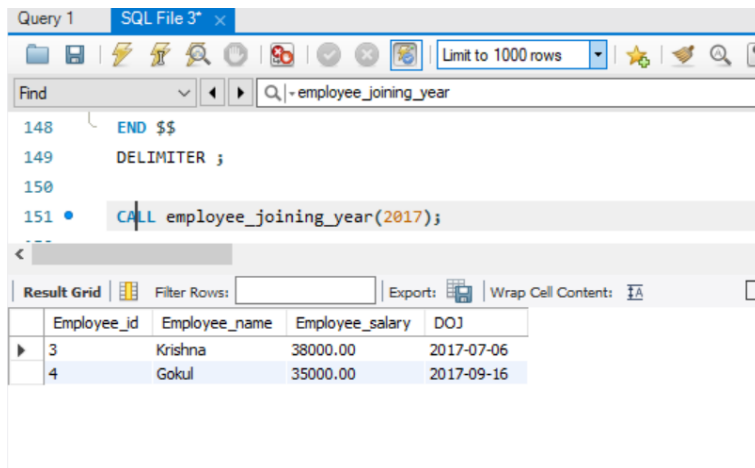 Query 1 SQL File 3*
Limit to 1000 rows
Find employee_joining_year
148 END $$
149 DELIMITER ;
150
151 CALL employee_joining_year(2017);
Result Grid Filter Rows: Export: Wrap Cell Content:
Employee_id Employee_name Employee_salary DOJ
3 Krishna 38000.00 2017-07-06
4 Gokul 35000.00 2017-09-16